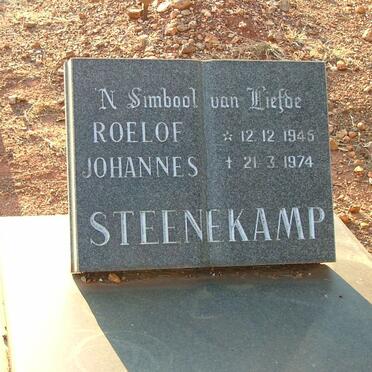 'N Simbool van Liefde
ROELOF ☆ 12.12.1945
JOHANNES † 21.3.1974
STEENEKAMP